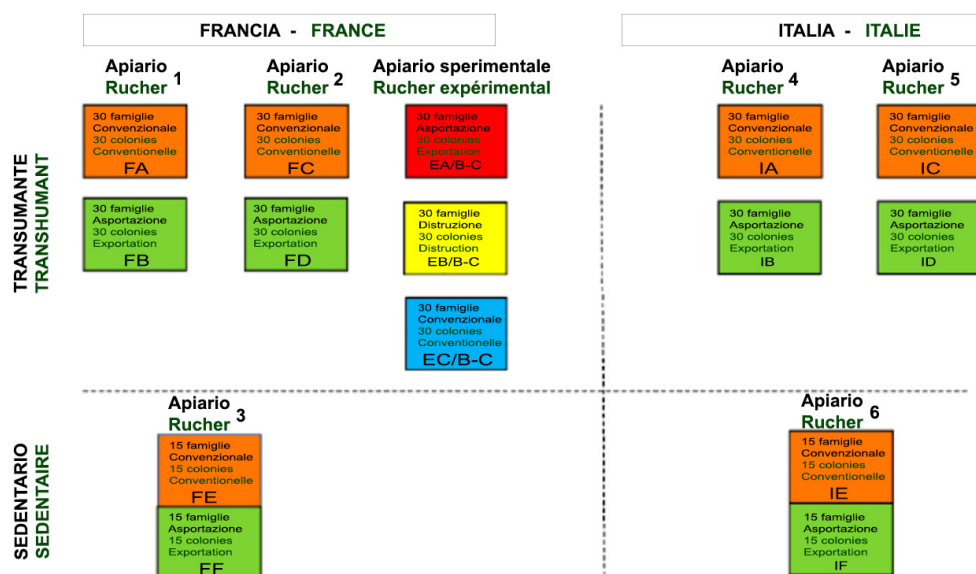 FRANCIA - FRANCE
ITALIA - ITALIE
TRANSUMANTE
TRANSHUMANT
Apiario
Rucher 1
30 famiglie
Convenzionale
30 colonies
Conventionelle
FA
30 famiglie
Asportazione
30 colonies
Exportation
FB
Apiario
Rucher 2
30 famiglie
Convenzionale
30 colonies
Conventionelle
FC
30 famiglie
Asportazione
30 colonies
Exportation
FD
Apiario sperimentale
Rucher expérimental
30 famiglie
Asportazione
30 colonies
Exportation
EA/B-C
30 famiglie
Distruzione
30 colonies
Distruction
EB/B-C
30 famiglie
Convenzionale
30 colonies
Conventionelle
EC/B-C
Apiario
Rucher 4
30 famiglie
Convenzionale
30 colonies
Conventionelle
IA
30 famiglie
Asportazione
30 colonies
Exportation
IB
Apiario
Rucher 5
30 famiglie
Convenzionale
30 colonies
Conventionelle
IC
30 famiglie
Asportazione
30 colonies
Exportation
ID
SEDENTARIO
SEDENTAIRE
Apiario
Rucher 3
15 famiglie
Convenzionale
15 colonies
Conventionelle
FE
15 famiglie
Asportazione
15 colonies
Exportation
FF
Apiario
Rucher 6
15 famiglie
Convenzionale
15 colonies
Conventionelle
IE
15 famiglie
Asportazione
15 colonies
Exportation
IF